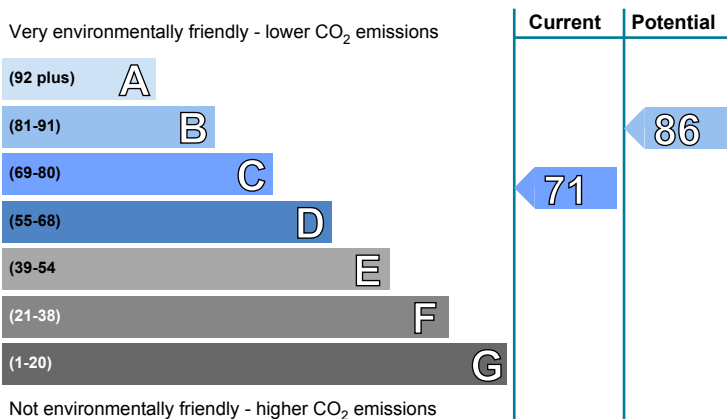 Very environmentally friendly - lower CO2 emissions
Current
Potential
(92 plus) A
(81-91) B
86
(69-80) C
71
(55-68) D
(39-54 E
(21-38) F
(1-20) G
Not environmentally friendly - higher CO2 emissions